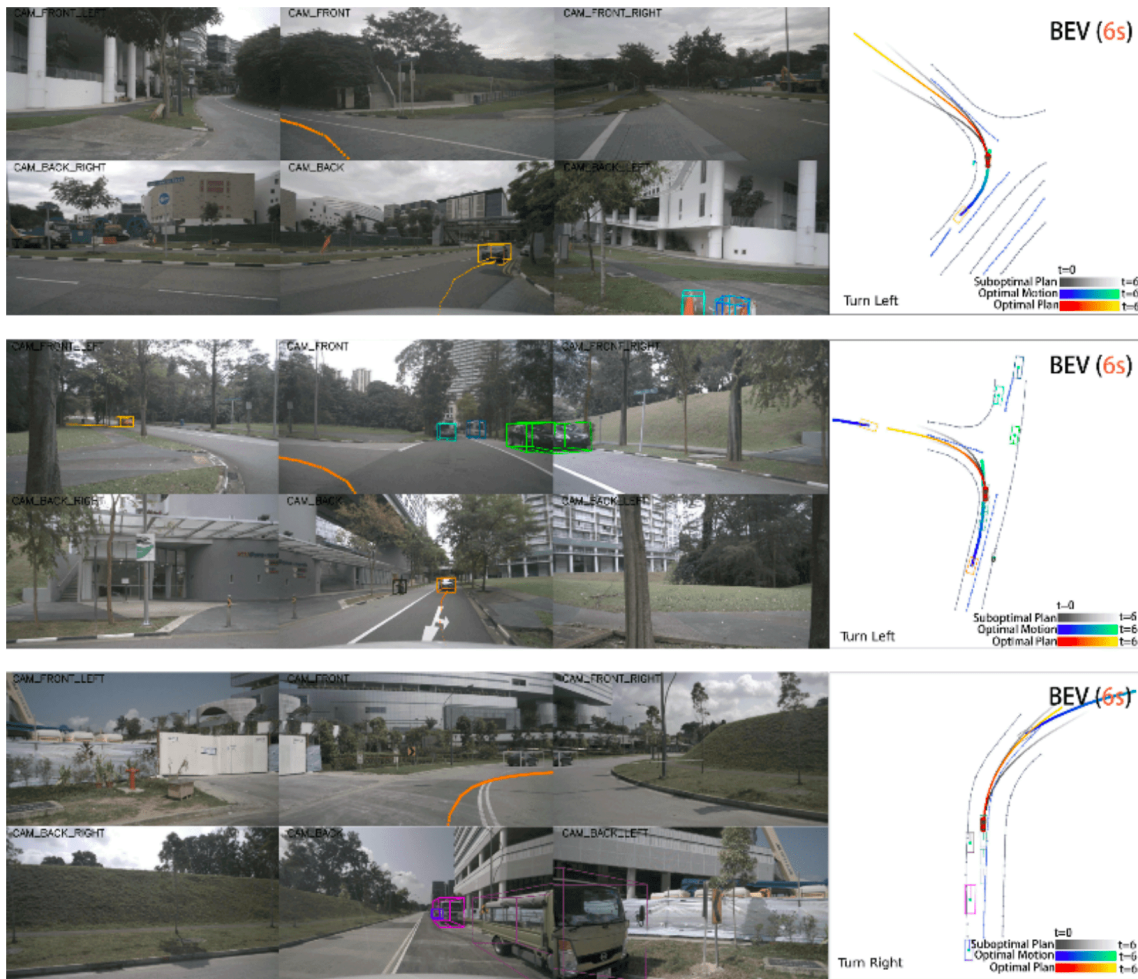 CAM_FRONT_LEFT
CAM_FRONT
CAM_FRONT_RIGHT
BEV (6s)
CAM_BACK_RIGHT
CAM_BACK
CAM_BACK_LEFT
t=0
Suboptimal Plan t=6
Optimal Motion t=6
Optimal Plan t=6
Turn Left
CAM_FRONT_LEFT
CAM_FRONT
CAM_FRONT_RIGHT
BEV (6s)
CAM_BACK_RIGHT
CAM_BACK
CAM_BACK_LEFT
t=0
Suboptimal Plan t=6
Optimal Motion t=6
Optimal Plan t=6
Turn Left
CAM_FRONT_LEFT
CAM_FRONT
CAM_FRONT_RIGHT
BEV (6s)
CAM_BACK_RIGHT
CAM_BACK
CAM_BACK_LEFT
t=0
Suboptimal Plan t=6
Optimal Motion t=6
Optimal Plan t=6
Turn Right